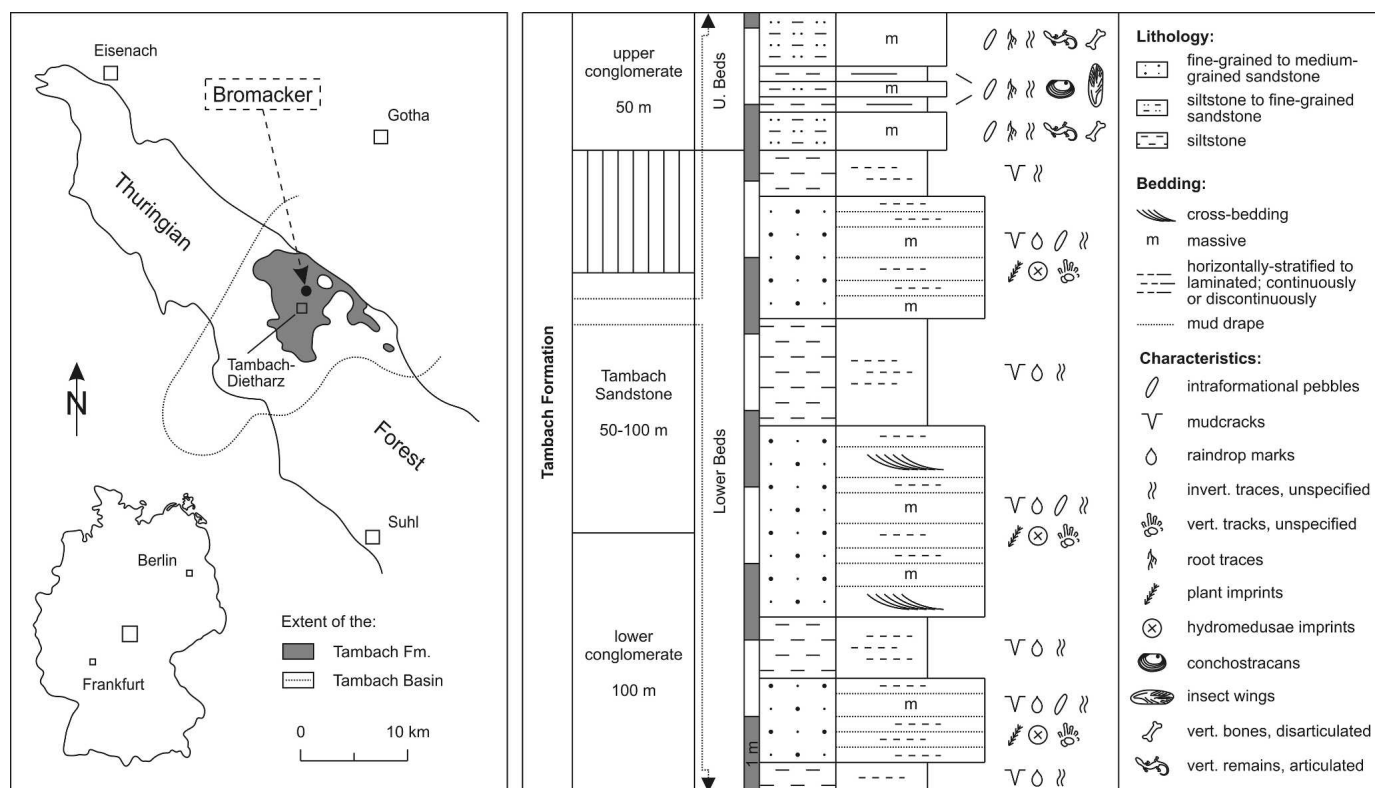 Eisenach
Bromacker
Gotha
Thuringian
Tambach-
Dietharz
N
Forest
Suhl
Berlin
Frankfurt
Extent of the:
Tambach Fm.
Tambach Basin
0 10 km
Tambach Formation
upper
conglomerate
50 m
Tambach
Sandstone
50-100 m
lower
conglomerate
100 m
U. Beds
Lower Beds
1 m
m
m
m
m
m
m
m
m
Lithology:
fine-grained to medium-
grained sandstone
siltstone to fine-grained
sandstone
siltstone
Bedding:
cross-bedding
m massive
horizontally-stratified to
laminated; continuously
or discontinuously
mud drape
Characteristics:
intraformational pebbles
mudcracks
raindrop marks
invert. traces, unspecified
vert. tracks, unspecified
root traces
plant imprints
hydromedusae imprints
conchostracans
insect wings
vert. bones, disarticulated
vert. remains, articulated